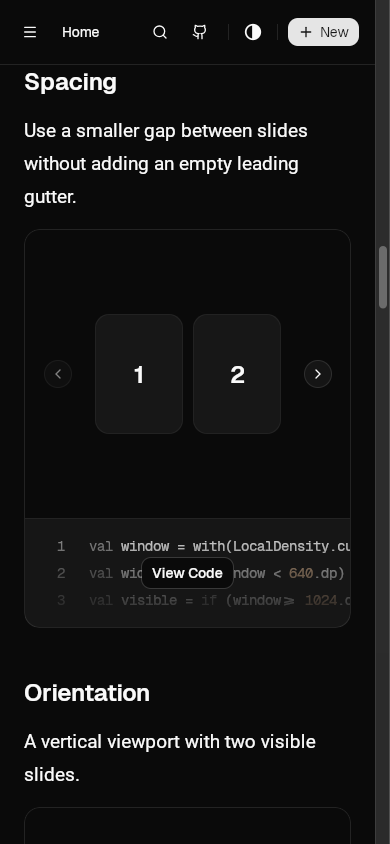 Home
New
Spacing
Use a smaller gap between slides
without adding an empty leading
gutter.
1
2
1 val window = with(LocalDensity.cu
2 val wi ndow < 640.dp)
View Code
3 val visible = if (window >= 1024.d
Orientation
A vertical viewport with two visible
slides.